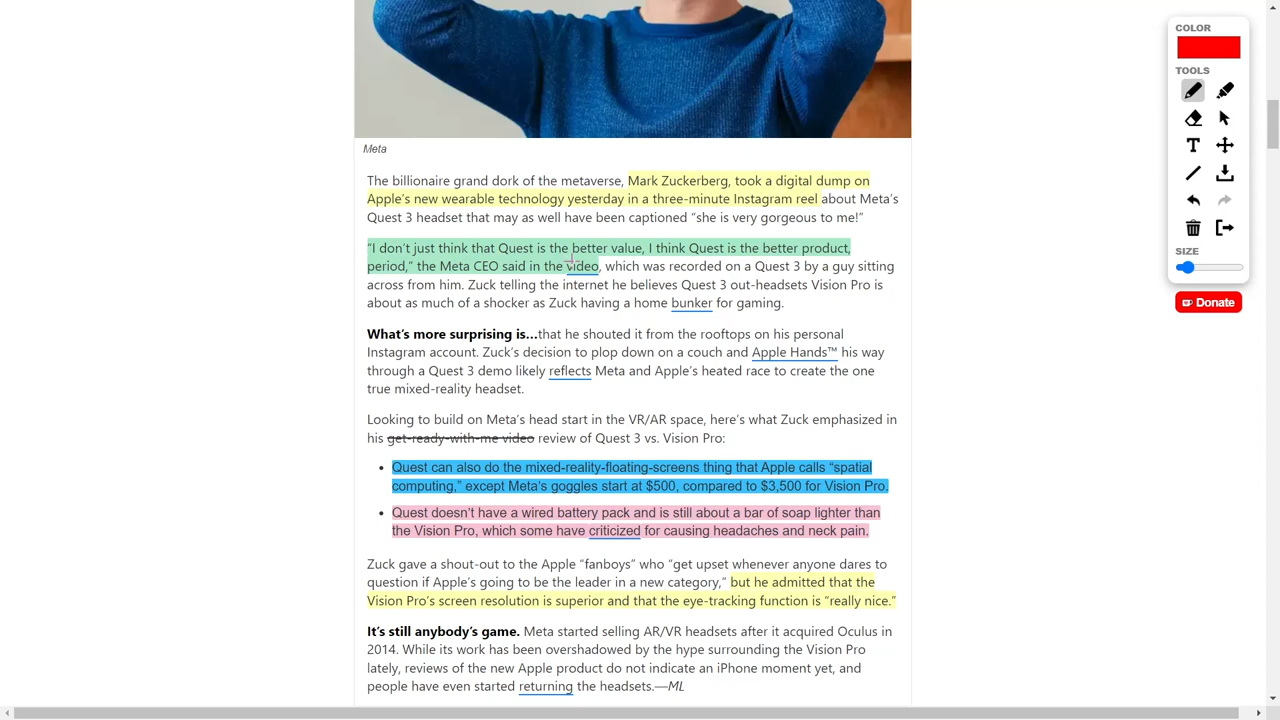 COLOR
TOOLS
T
SIZE
Donate
Meta
The billionaire grand dork of the metaverse, Mark Zuckerberg, took a digital dump on
Apple’s new wearable technology yesterday in a three-minute Instagram reel about Meta’s
Quest 3 headset that may as well have been captioned “she is very gorgeous to me!”
“I don’t just think that Quest is the better value, I think Quest is the better product,
period,” the Meta CEO said in the video, which was recorded on a Quest 3 by a guy sitting
across from him. Zuck telling the internet he believes Quest 3 out-headsets Vision Pro is
about as much of a shocker as Zuck having a home bunker for gaming.
What’s more surprising is…that he shouted it from the rooftops on his personal
Instagram account. Zuck’s decision to plop down on a couch and Apple Hands™ his way
through a Quest 3 demo likely reflects Meta and Apple’s heated race to create the one
true mixed-reality headset.
Looking to build on Meta’s head start in the VR/AR space, here’s what Zuck emphasized in
his get-ready-with-me video review of Quest 3 vs. Vision Pro:
• Quest can also do the mixed-reality-floating-screens thing that Apple calls “spatial
computing,” except Meta’s goggles start at $500, compared to $3,500 for Vision Pro.
• Quest doesn’t have a wired battery pack and is still about a bar of soap lighter than
the Vision Pro, which some have criticized for causing headaches and neck pain.
Zuck gave a shout-out to the Apple “fanboys” who “get upset whenever anyone dares to
question if Apple’s going to be the leader in a new category,” but he admitted that the
Vision Pro’s screen resolution is superior and that the eye-tracking function is “really nice.”
It’s still anybody’s game. Meta started selling AR/VR headsets after it acquired Oculus in
2014. While its work has been overshadowed by the hype surrounding the Vision Pro
lately, reviews of the new Apple product do not indicate an iPhone moment yet, and
people have even started returning the headsets.—ML